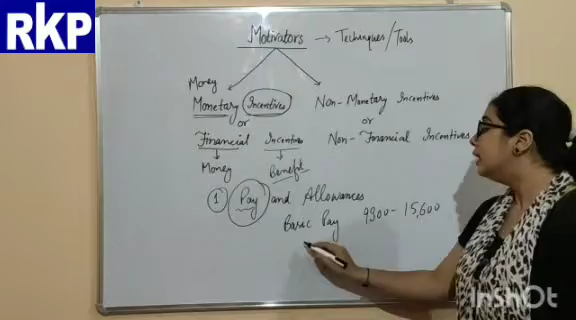 RKP
Motivators → Techniques/Tools
Money
Monetary Incentives
or
Financial Incentives
Money Benefit
Non-Monetary Incentives
or
Non-Financial Incentives
1 Pay and Allowances
Basic Pay 9300-15,600
InShOt